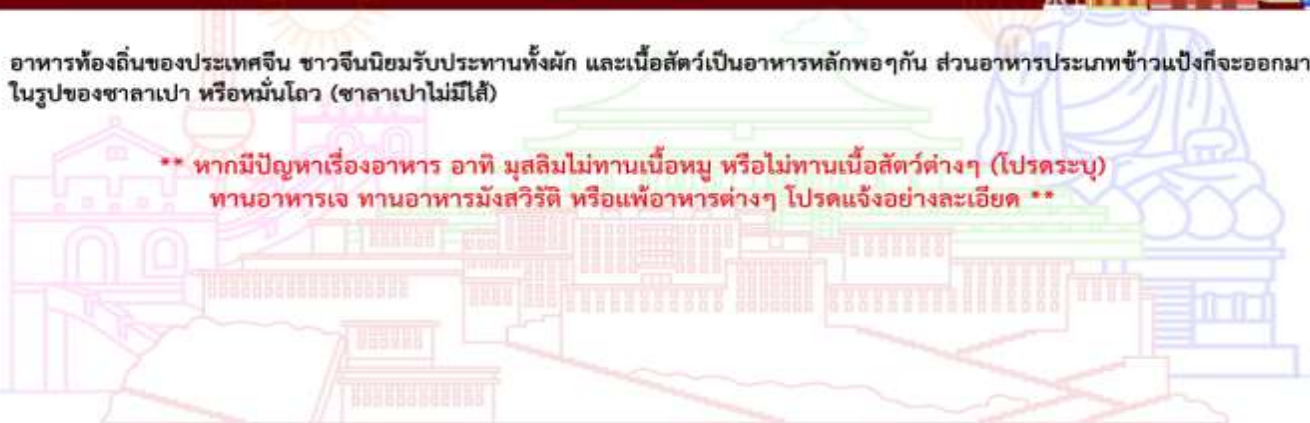 อาหารท้องถิ่นของประเทศจีน ชาวจีนนิยมรับประทานทั้งผัก และเนื้อสัตว์เป็นอาหารหลักพอๆกัน ส่วนอาหารประเภทข้าวแป้งก็จะออกมา
ในรูปของซาลาเปา หรือหมั่นโถว (ซาลาเปาไม่มีไส้)
** หากมีปัญหาเรื่องอาหาร อาทิ มุสลิมไม่ทานเนื้อหมู หรือไม่ทานเนื้อสัตว์ต่างๆ (โปรดระบุ)
ทานอาหารเจ ทานอาหารมังสวิรัติ หรือแพ้อาหารต่างๆ โปรดแจ้งอย่างละเอียด **